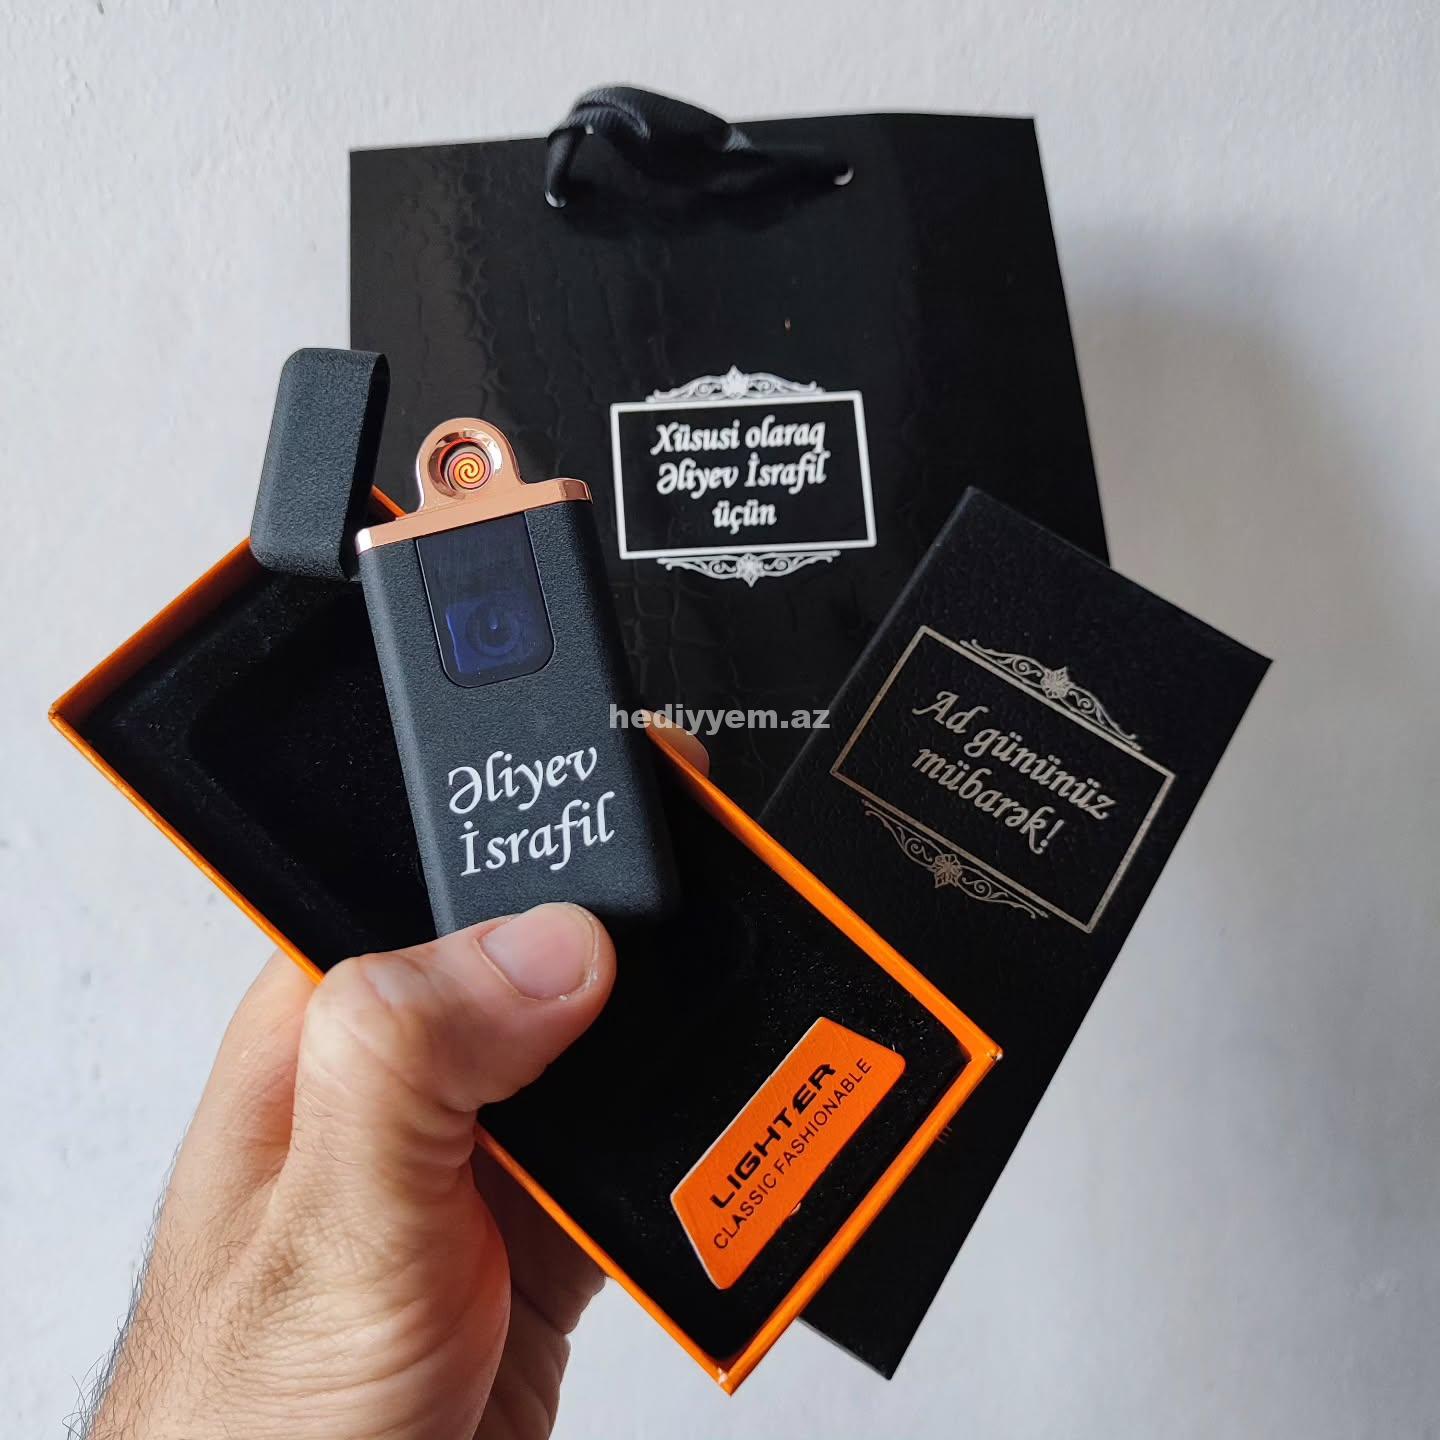 Xüsusi olaraq
Əliyev İsrafil
üçün
hediyyem.az
Ad gününüz
mübarək!
Əliyev
İsrafil
LIGHTER
CLASSIC FASHIONABLE